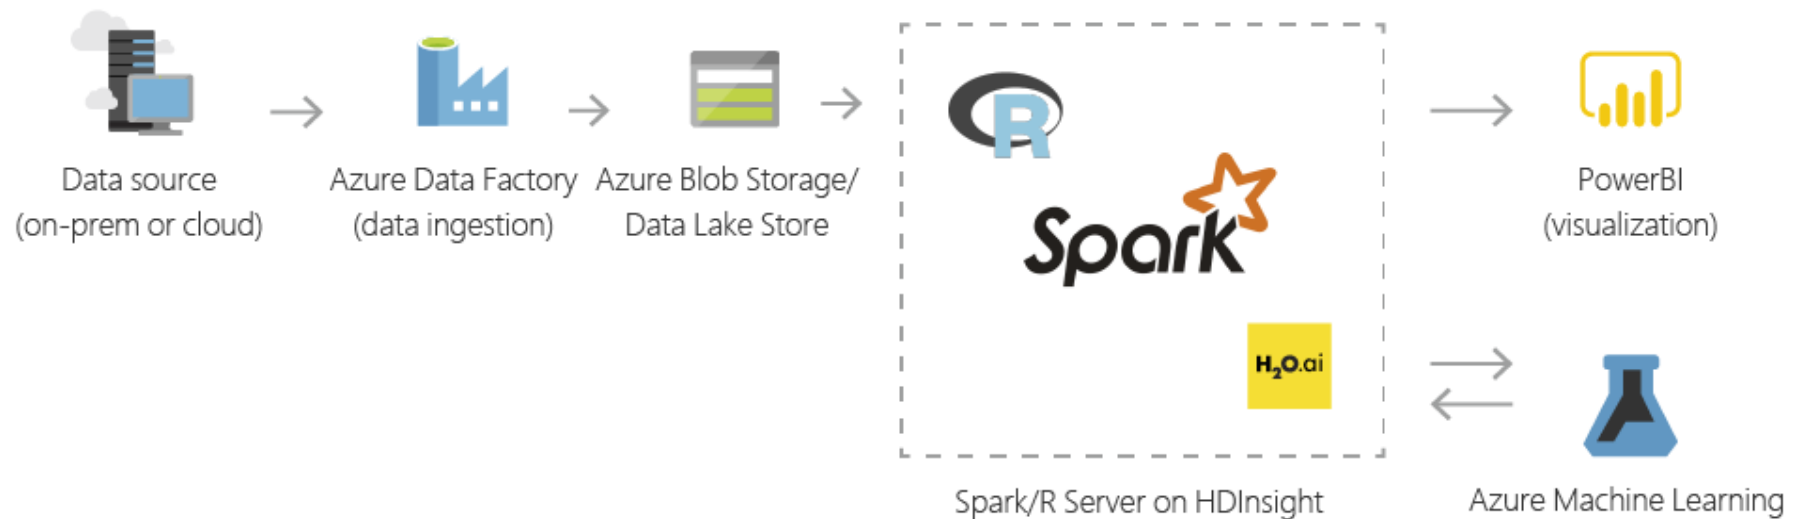 Data source
(on-prem or cloud)
Azure Data Factory
(data ingestion)
Azure Blob Storage/
Data Lake Store
R
Spark
H2O.ai
Spark/R Server on HDInsight
PowerBI
(visualization)
Azure Machine Learning